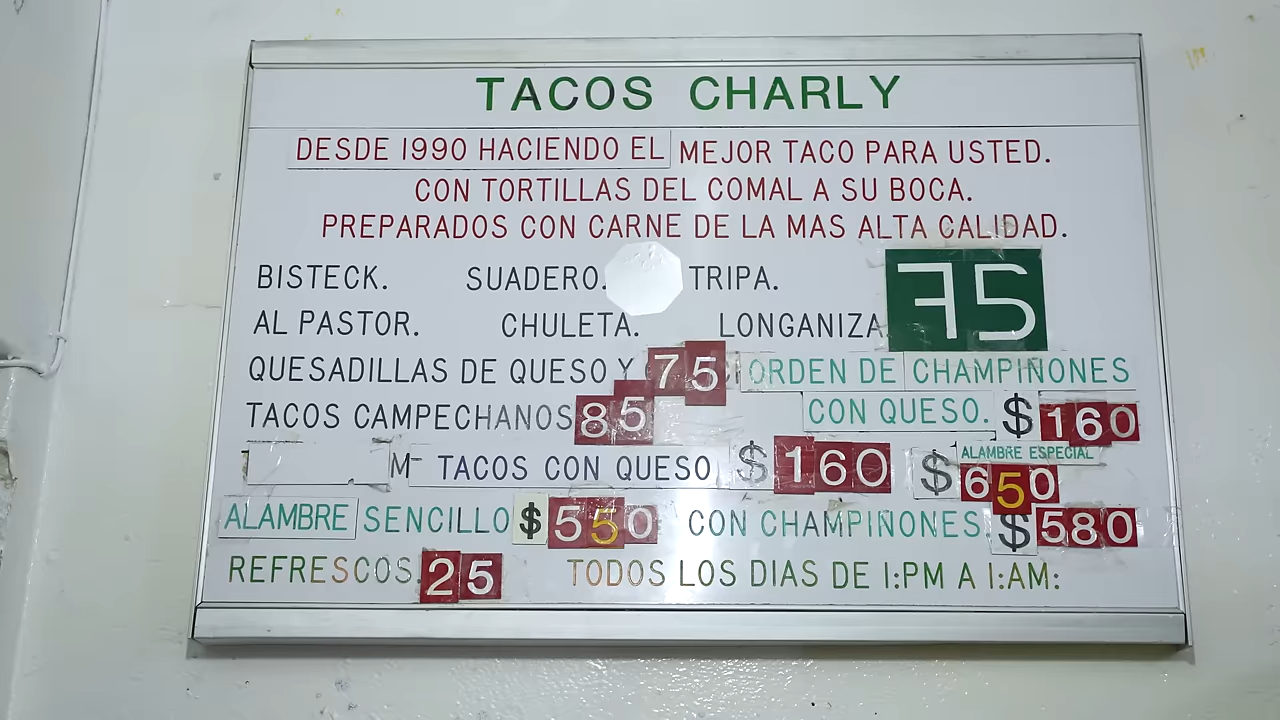 TACOS CHARLY
DESDE 1990 HACIENDO EL MEJOR TACO PARA USTED.
CON TORTILLAS DEL COMAL A SU BOCA.
PREPARADOS CON CARNE DE LA MAS ALTA CALIDAD.
BISTECK. SUADERO. TRIPA. 75
AL PASTOR. CHULETA. LONGANIZA
QUESADILLAS DE QUESO Y 75 ORDEN DE CHAMPIÑONES
TACOS CAMPECHANOS 85 CON QUESO. $160
TACOS CON QUESO $160 ALAMBRE ESPECIAL $650
ALAMBRE SENCILLO $550 CON CHAMPIÑONES. $580
REFRESCOS. 25 TODOS LOS DIAS DE 1:PM A 1:AM: